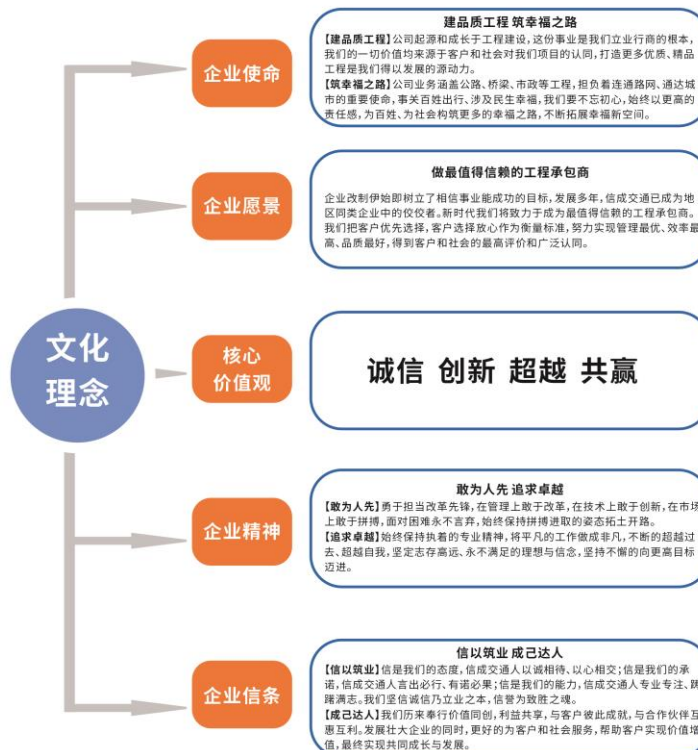 文化
理念
企业使命
建品质工程 筑幸福之路
【建品质工程】公司起源和成长于工程建设,这份事业是我们立业行商的根本,
我们的一切价值均来源于客户和社会对我们项目的认同,打造更多优质、精品
工程是我们得以发展的源动力。
【筑幸福之路】公司业务涵盖公路、桥梁、市政等工程,担负着连通路网、通达城
市的重要使命,事关百姓出行、涉及民生幸福,我们要不忘初心,始终以更高的
责任感,为百姓、为社会构筑更多的幸福之路,不断拓展幸福新空间。
企业愿景
做最值得信赖的工程承包商
企业改制伊始即树立了相信事业能成功的目标,发展多年,信成交通已成为地
区同类企业中的佼佼者。新时代我们将致力于成为最值得信赖的工程承包商。
我们把客户优先选择,客户选择放心作为衡量标准,努力实现管理最优、效率最
高、品质最好,得到客户和社会的最高评价和广泛认同。
核心
价值观
诚信 创新 超越 共赢
企业精神
敢为人先 追求卓越
【敢为人先】勇于担当改革先锋,在管理上敢于改革,在技术上敢于创新,在市场
上敢于拼搏,面对困难永不言弃,始终保持拼搏进取的姿态拓土开路。
【追求卓越】始终保持执着的专业精神,将平凡的工作做成非凡,不断的超越过
去、超越自我,坚定志存高远、永不满足的理想与信念,坚持不懈的向更高目标
迈进。
企业信条
信以筑业 成己达人
【信以筑业】信是我们的态度,信成交通人以诚相待、以心相交;信是我们的承
诺,信成交通人言出必行、有诺必果;信是我们的能力,信成交通人专业专注、踌
躇满志。我们坚信诚信乃立业之本,信誉为致胜之魂。
【成己达人】我们历来奉行价值同创,利益共享,与客户彼此成就,与合作伙伴互
惠互利。发展壮大企业的同时,更好的为客户和社会服务,帮助客户实现价值增
值,最终实现共同成长与发展。